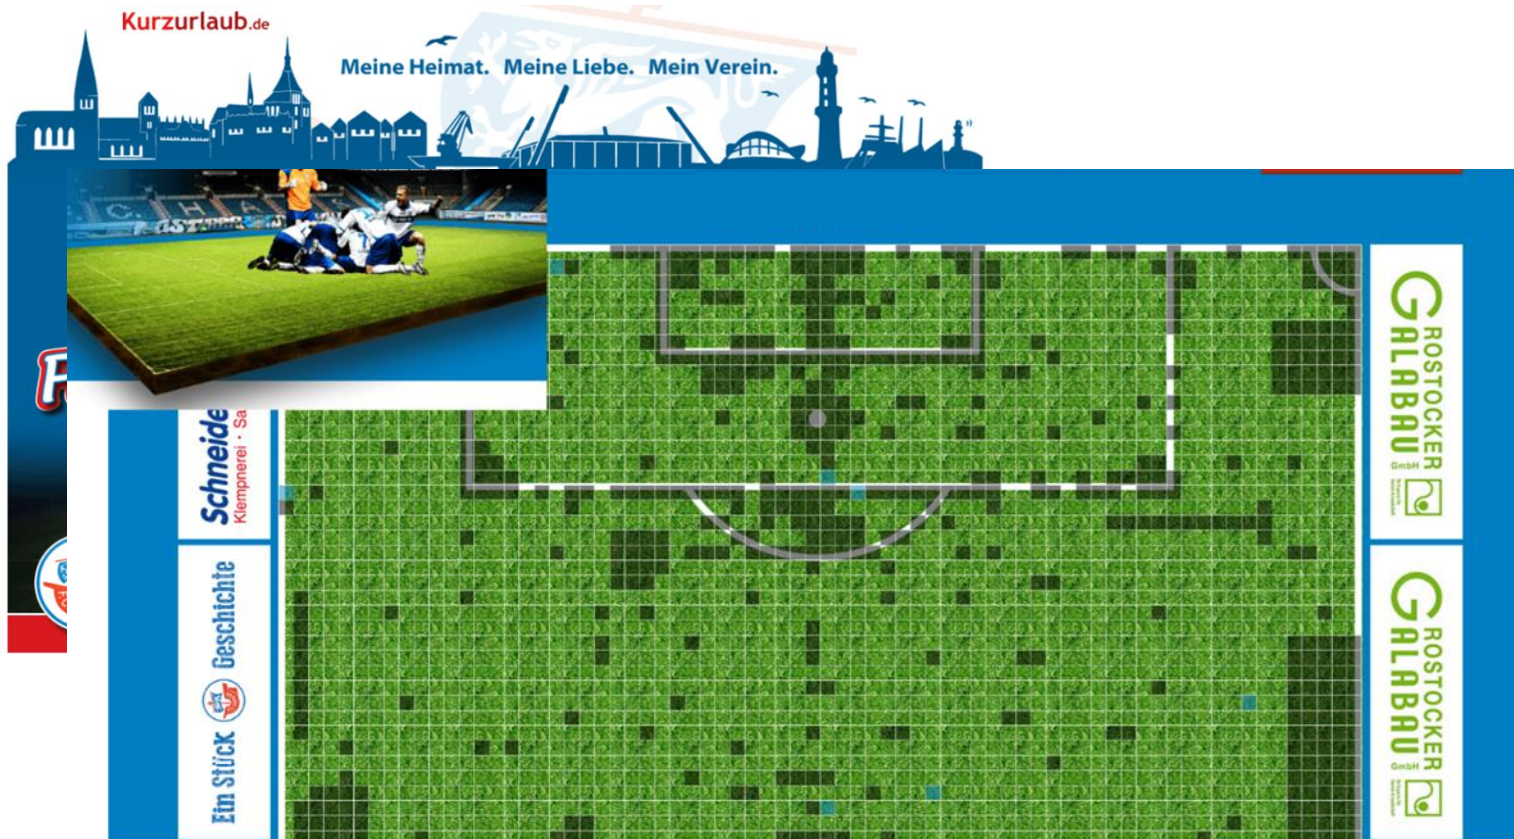 Kurzurlaub.de
Meine Heimat. Meine Liebe. Mein Verein.
C. H A
Schneide
Klempnerei · Sa
Ein Stück Geschichte
ROSTOCKER
GALABAU
GmbH
ROSTOCKER
GALABAU
GmbH